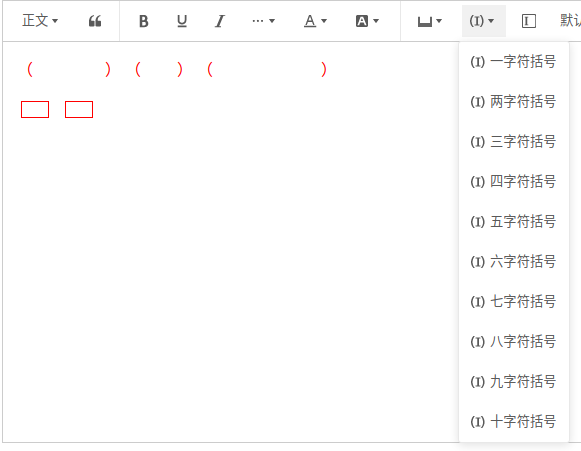 正文 B U I ... A A (I) I 默认
( ) ( ) ( )
(I) 一字符括号
(I) 两字符括号
(I) 三字符括号
(I) 四字符括号
(I) 五字符括号
(I) 六字符括号
(I) 七字符括号
(I) 八字符括号
(I) 九字符括号
(I) 十字符括号